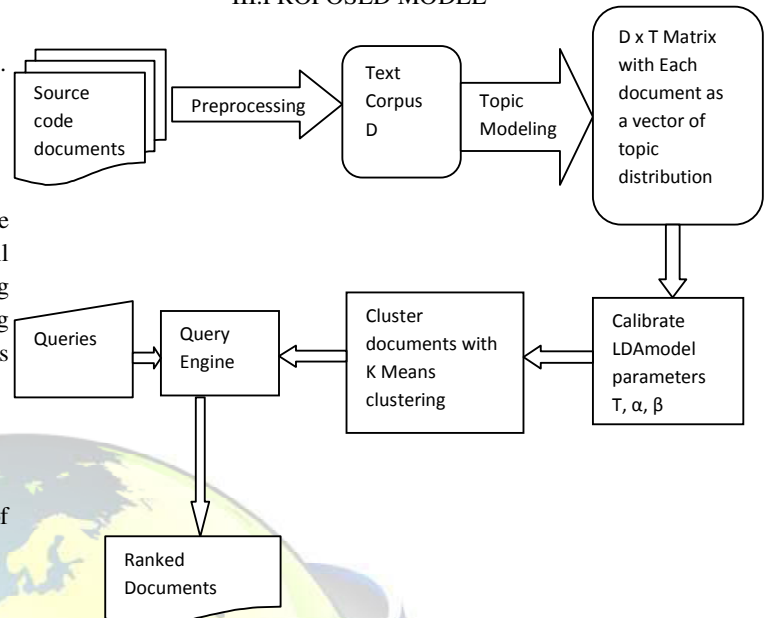 III.PROPOSED MODEL
Source
code
documents
Preprocessing
Text
Corpus
D
Topic
Modeling
D x T Matrix
with Each
document as
a vector of
topic
distribution
Calibrate
LDAmodel
parameters
T, α, β
Cluster
documents with
K Means
clustering
Query
Engine
Queries
Ranked
Documents